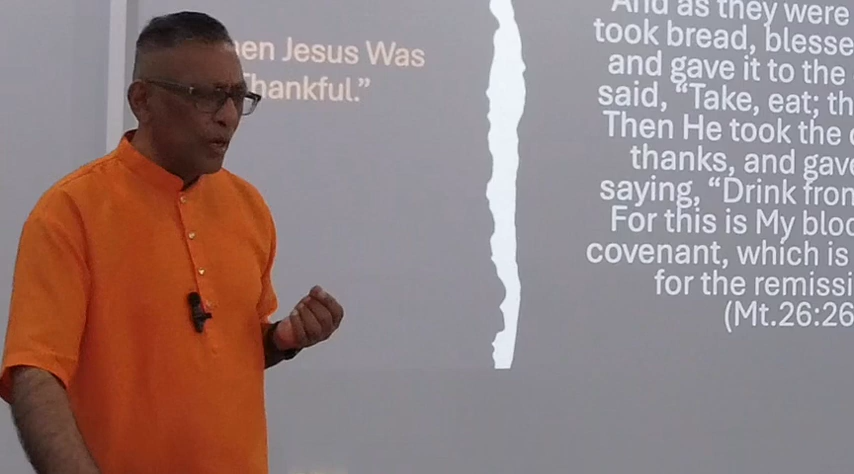 en Jesus Was
hankful.”
And as they were
took bread, blesse
and gave it to the
said, “Take, eat; th
Then He took the
thanks, and gave
saying, “Drink from
For this is My bloo
covenant, which is
for the remissi
(Mt.26:26